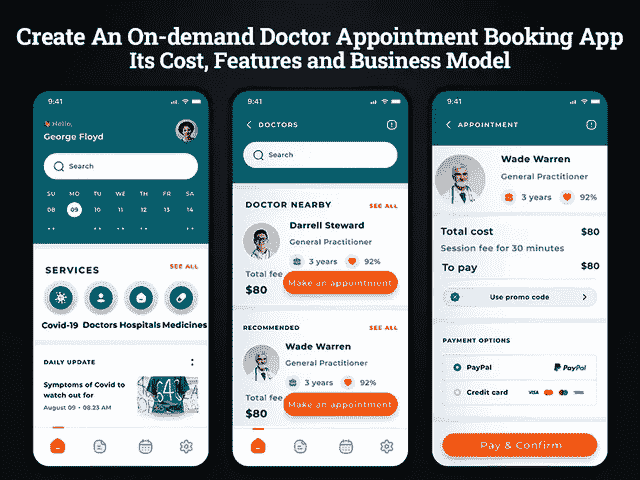 Create An On-demand Doctor Appointment Booking App
Its Cost, Features and Business Model
9:41
Hello,
George Floyd
Search
SU MO TU WE TH FR SA
08 09 10 11 12 13 14
SERVICES
SEE ALL
Covid-19 Doctors Hospitals Medicines
DAILY UPDATE
Symptoms of Covid to
watch out for
August 09 • 08.23 AM
9:41
DOCTORS
Search
DOCTOR NEARBY
SEE ALL
Darrell Steward
General Practitioner
3 years 92%
Total fee
$80
Make an appointment
RECOMMENDED
SEE ALL
Wade Warren
General Practitioner
3 years 92%
Total fee
$80
Make an appointment
9:41
APPOINTMENT
Wade Warren
General Practitioner
3 years 92%
Total cost $80
Session fee for 30 minutes
To pay $80
Use promo code
PAYMENT OPTIONS
PayPal PayPal
Credit card VISA
Pay & Confirm